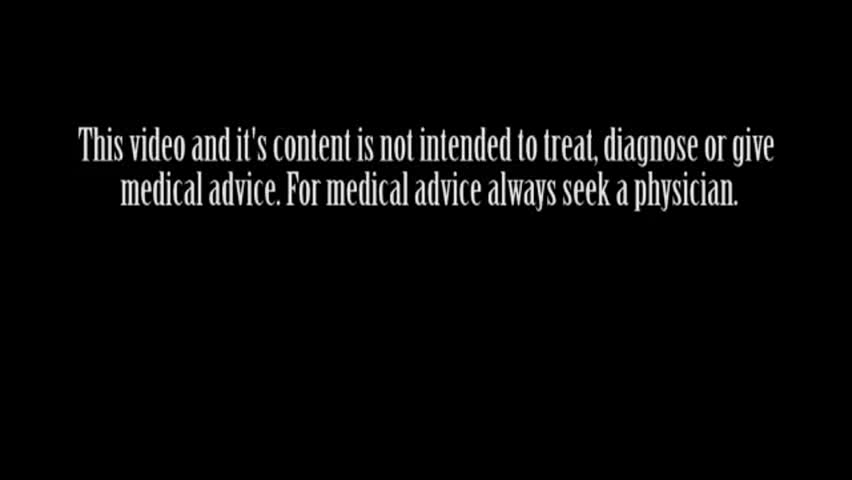 This video and it's content is not intended to treat, diagnose or give
medical advice. For medical advice always seek a physician.